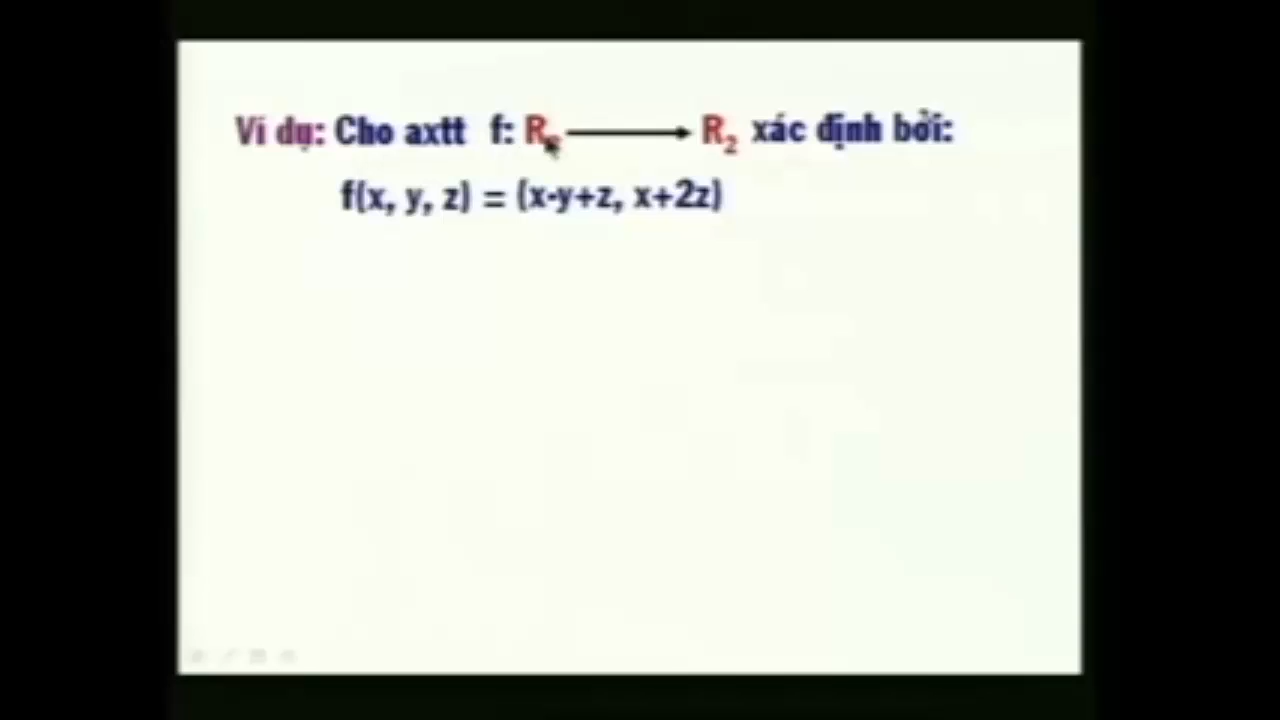 Ví dụ: Cho axtt f: R → R2 xác định bởi:
f(x, y, z) = (x-y+z, x+2z)